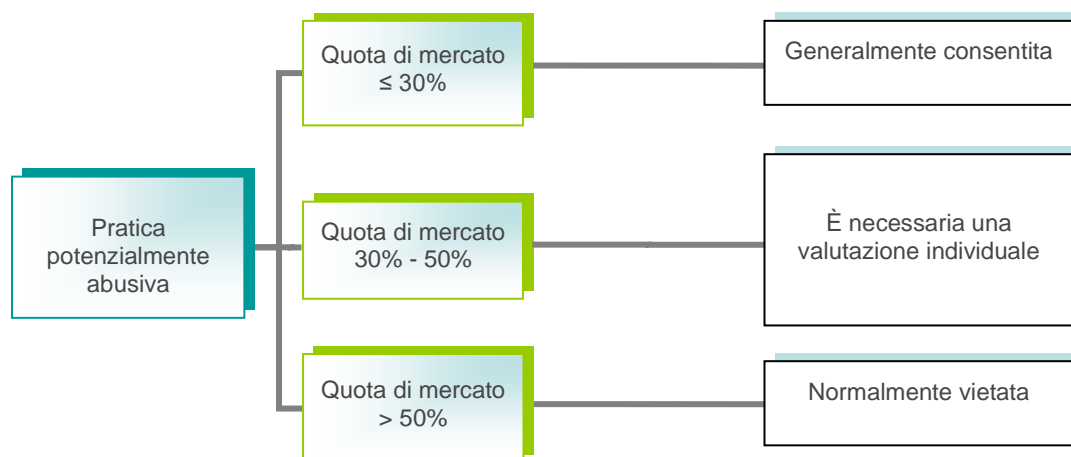 Pratica
potenzialmente
abusiva
Quota di mercato
≤ 30%
Generalmente consentita
Quota di mercato
30% - 50%
È necessaria una
valutazione individuale
Quota di mercato
> 50%
Normalmente vietata